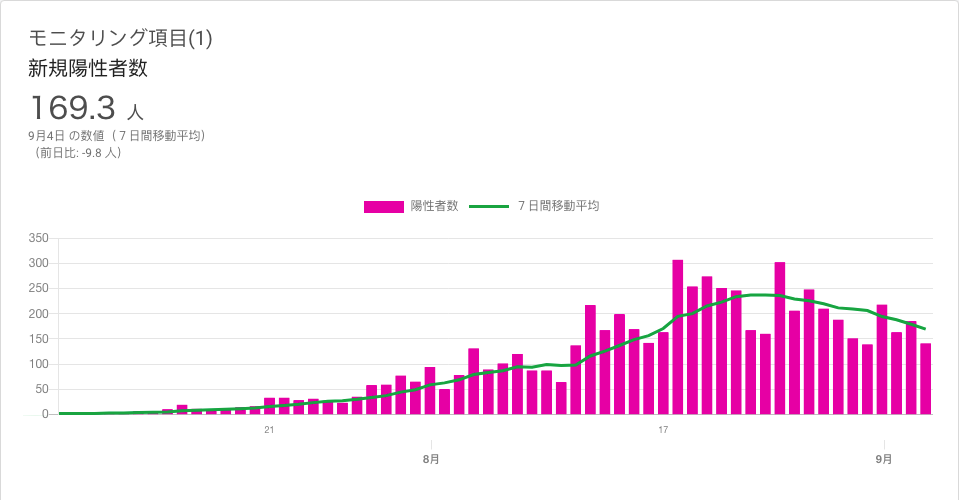 モニタリング項目(1)
新規陽性者数
169.3 人
9月4日 の数値（７日間移動平均）
（前日比: -9.8 人）
陽性者数 ７日間移動平均
350
300
250
200
150
100
50
0
21 17
8月 9月